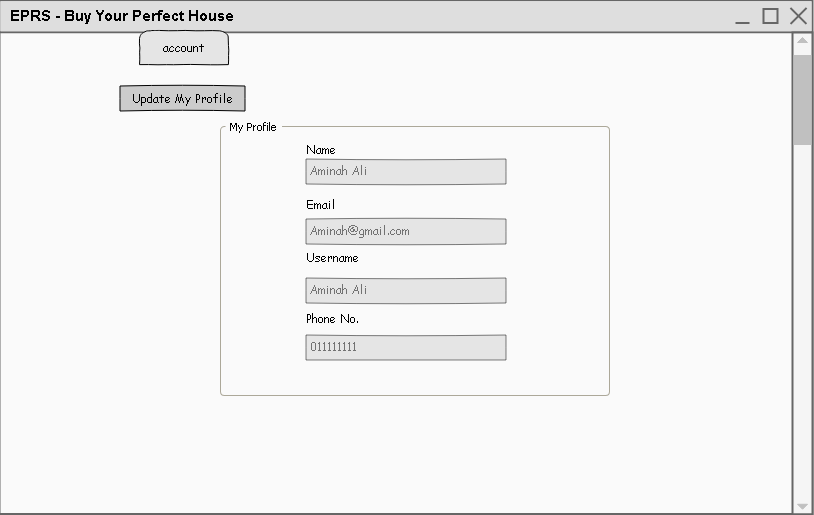 EPRS - Buy Your Perfect House
account
Update My Profile
My Profile
Name
Aminah Ali
Email
Aminah@gmail.com
Username
Aminah Ali
Phone No.
011111111